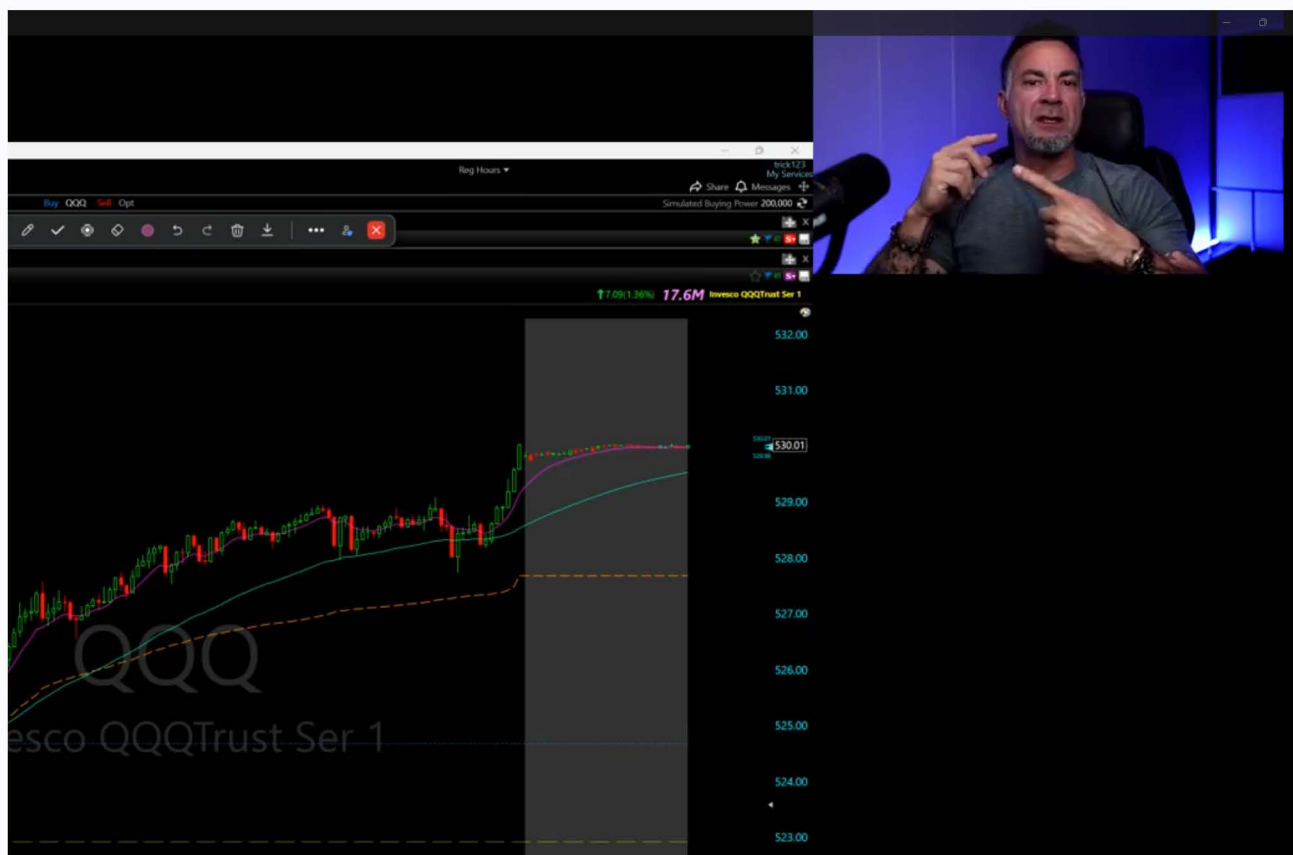 Reg Hours
trick123
My Services
Share Messages
Buy QQQ Sell Opt
Simulated Buying Power 200,000
7.09(1.36%) 17.6M Invesco QQQTrust Ser 1
532.00
531.00
530.01
529.00
528.00
527.00
526.00
525.00
524.00
523.00
QQQ
esco QQQTrust Ser 1